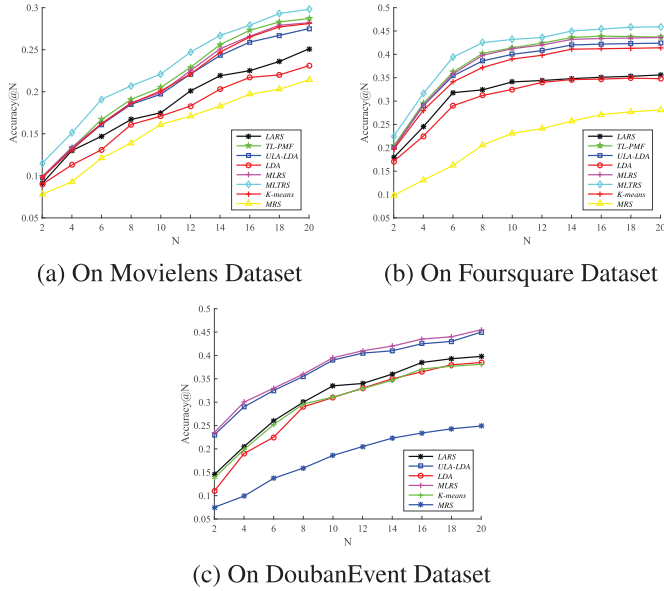 0.3
0.25
0.2
0.15
0.1
0.05
Accuracy@N
2 4 6 8 10 12 14 16 18 20
N
LARS
TL-PMF
ULA-LDA
LDA
MLRS
MLTRS
K-means
MRS
(a) On Movielens Dataset
0.5
0.45
0.4
0.35
0.3
0.25
0.2
0.15
0.1
0.5
Accuracy@N
2 4 6 8 10 12 14 16 18 20
N
LARS
TL-PMF
ULA-LDA
LDA
MLRS
MLTRS
K-means
MRS
(b) On Foursquare Dataset
0.5
0.45
0.4
0.35
0.3
0.25
0.2
0.15
0.1
0.05
Accuracy@N
2 4 6 8 10 12 14 16 18 20
N
LARS
ULA-LDA
LDA
MLRS
K-means
MRS
(c) On DoubanEvent Dataset